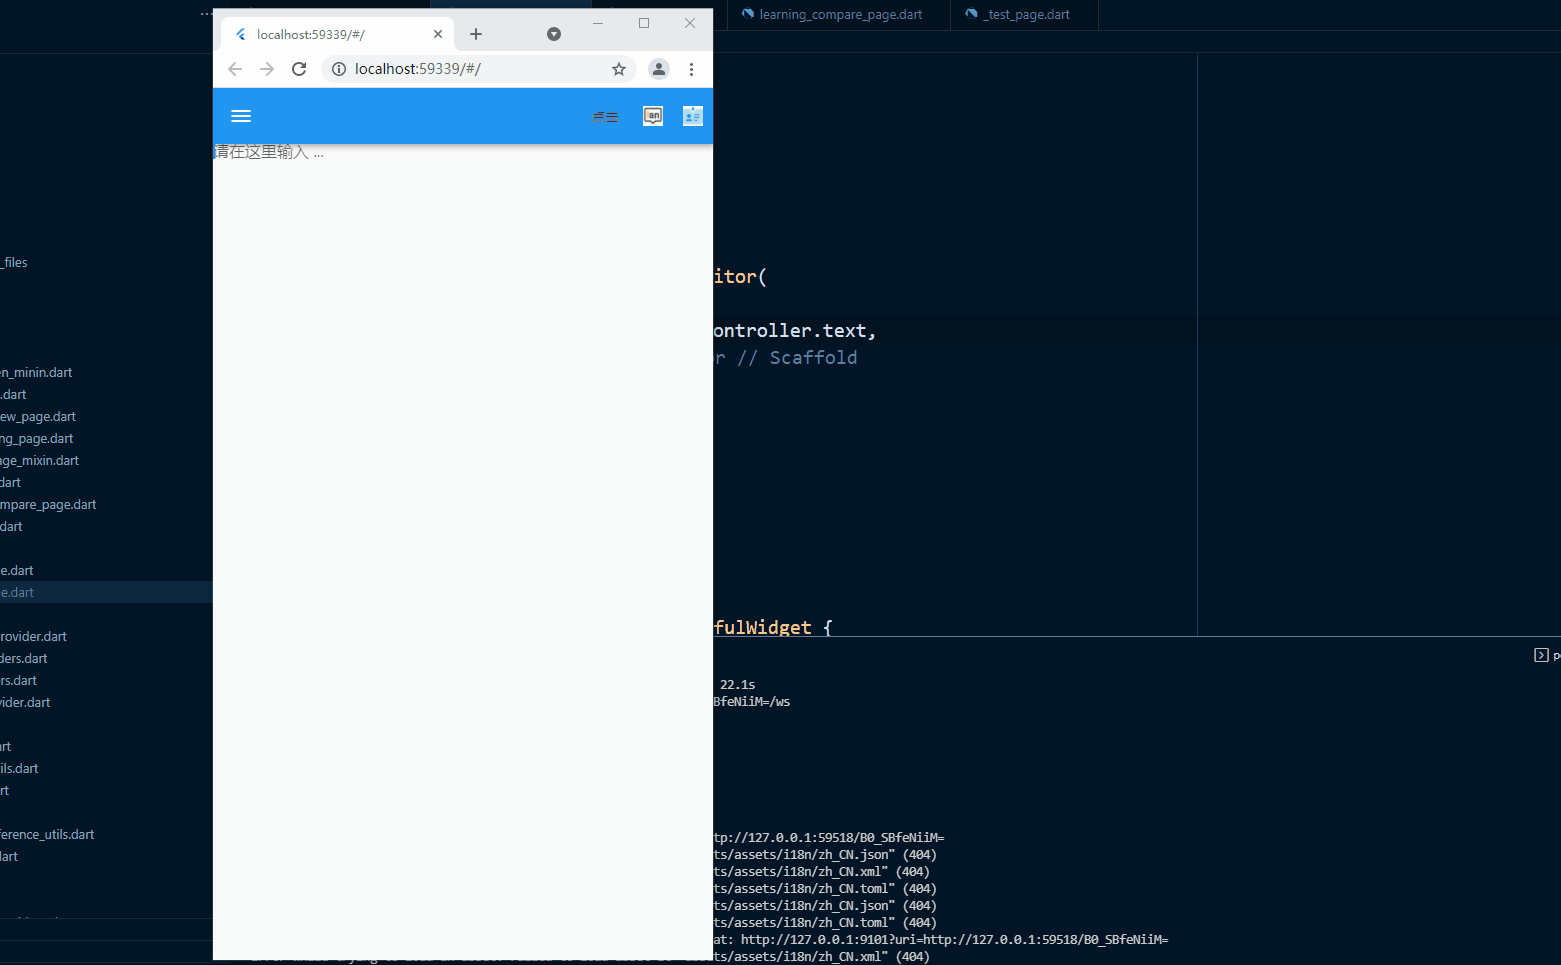 learning_compare_page.dart
_test_page.dart
localhost:59339/#/
localhost:59339/#/
an
请在这里输入 ...
_files
en_minin.dart
.dart
ew_page.dart
ng_page.dart
age_mixin.dart
dart
mpare_page.dart
dart
e.dart
e.dart
rovider.dart
ders.dart
rs.dart
vider.dart
art
ils.dart
rt
ference_utils.dart
dart
itor(
ontroller.text,
r // Scaffold
fulWidget {
22.1s
BfeNiiM=/ws
tp://127.0.0.1:59518/B0_SBfeNiiM=
ts/assets/i18n/zh_CN.json" (404)
ts/assets/i18n/zh_CN.xml" (404)
ts/assets/i18n/zh_CN.toml" (404)
ts/assets/i18n/zh_CN.json" (404)
ts/assets/i18n/zh_CN.toml" (404)
at: http://127.0.0.1:9101?uri=http://127.0.0.1:59518/B0_SBfeNiiM=
ts/assets/i18n/zh_CN.xml" (404)